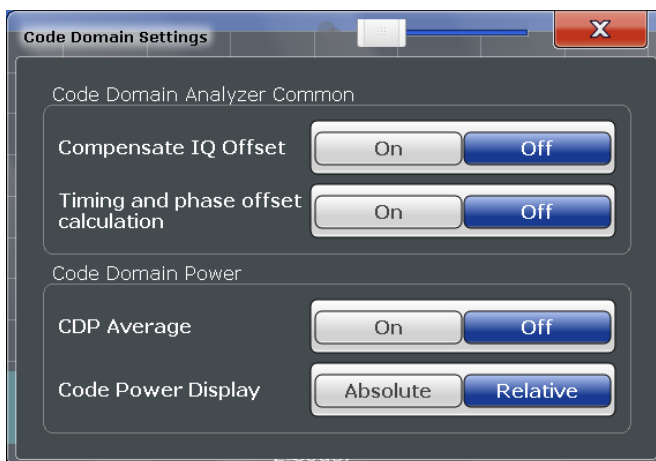 Code Domain Settings
X
Code Domain Analyzer Common
Compensate IQ Offset On Off
Timing and phase offset
calculation On Off
Code Domain Power
CDP Average On Off
Code Power Display Absolute Relative